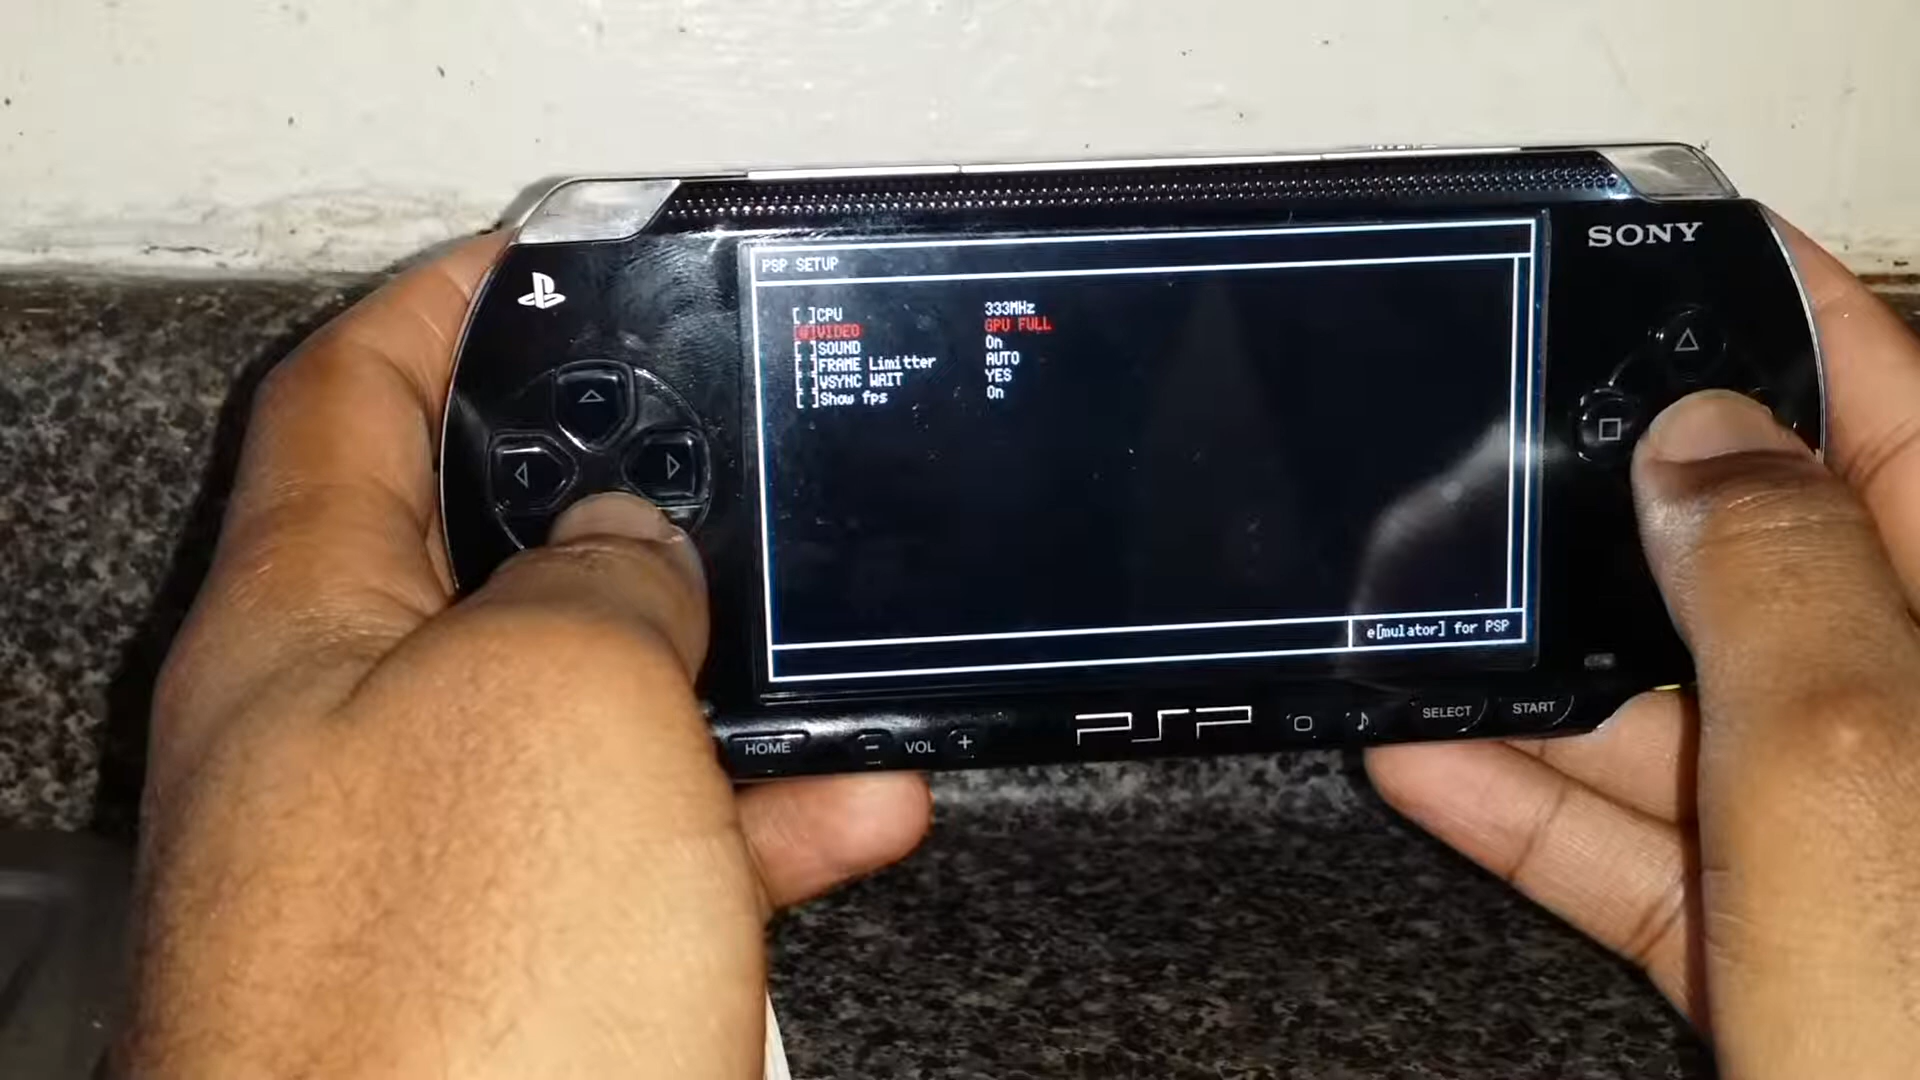 SONY
PSP SETUP
[ ]CPU 333MHz
[@]VIDEO GPU FULL
[ ]SOUND On
[ ]FRAME Limitter AUTO
[ ]VSYNC WAIT YES
[ ]Show fps On
e[mulator] for PSP
HOME - VOL + PSP SELECT START